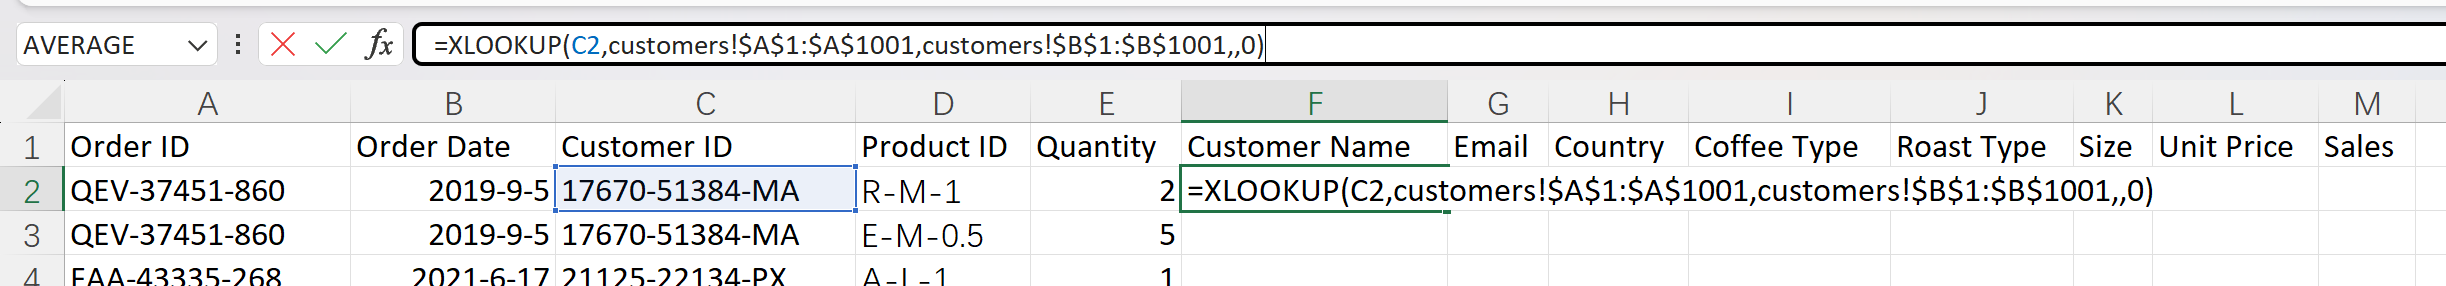 AVERAGE fx =XLOOKUP(C2,customers!$A$1:$A$1001,customers!$B$1:$B$1001,,0)
A B C D E F G H I J K L M
1 Order ID Order Date Customer ID Product ID Quantity Customer Name Email Country Coffee Type Roast Type Size Unit Price Sales
2 QEV-37451-860 2019-9-5 17670-51384-MA R-M-1 2 =XLOOKUP(C2,customers!$A$1:$A$1001,customers!$B$1:$B$1001,,0)
3 QEV-37451-860 2019-9-5 17670-51384-MA E-M-0.5 5
4 FAA-43335-268 2021-6-17 21125-22134-PX A-L-1 1